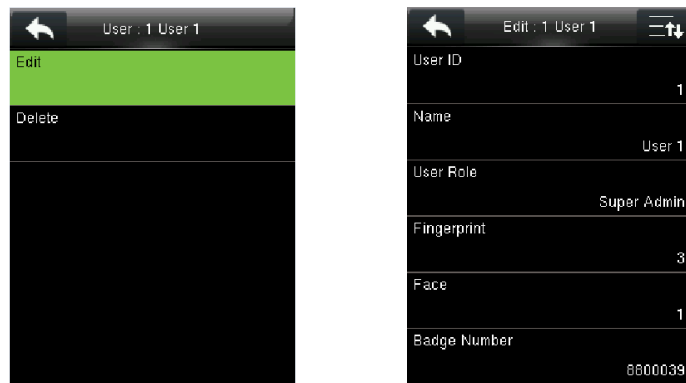 User : 1 User 1
Edit
Delete
Edit : 1 User 1
User ID
1
Name
User 1
User Role
Super Admin
Fingerprint
3
Face
1
Badge Number
8800039